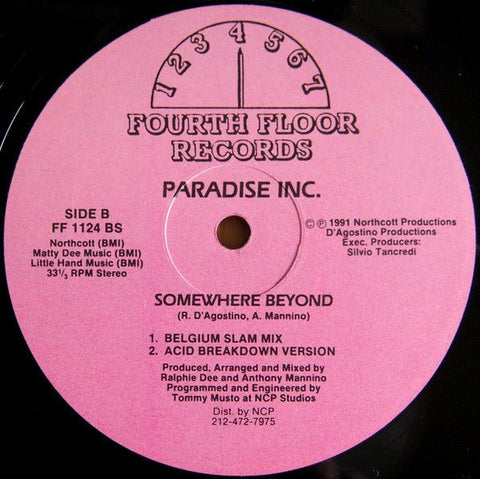 1 2 3 4 5 6 7
FOURTH FLOOR
RECORDS
PARADISE INC.
SIDE B
FF 1124 BS
Northcott (BMI)
Matty Dee Music (BMI)
Little Hand Music (BMI)
33⅓ RPM Stereo
© ℗ 1991 Northcott Productions
D'Agostino Productions
Exec. Producers:
Silvio Tancredi
SOMEWHERE BEYOND
(R. D'Agostino, A. Mannino)
1. BELGIUM SLAM MIX
2. ACID BREAKDOWN VERSION
Produced, Arranged and Mixed by
Ralphie Dee and Anthony Mannino
Programmed and Engineered by
Tommy Musto at NCP Studios
Dist. by NCP
212-472-7975